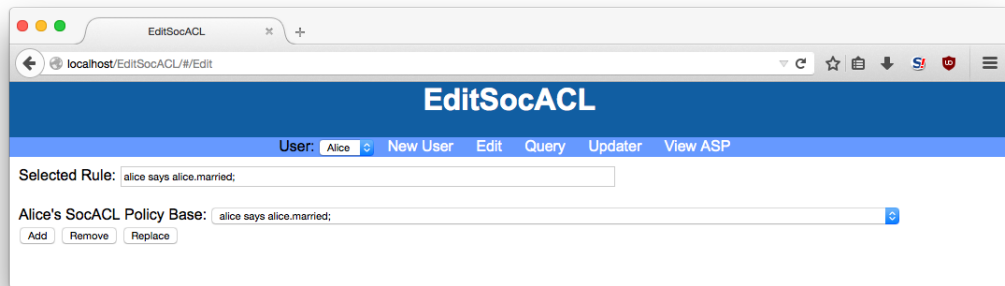 EditSocACL
localhost/EditSocACL/#/Edit
S!
EditSocACL
User: Alice New User Edit Query Updater View ASP
Selected Rule: alice says alice.married;
Alice's SocACL Policy Base: alice says alice.married;
Add Remove Replace